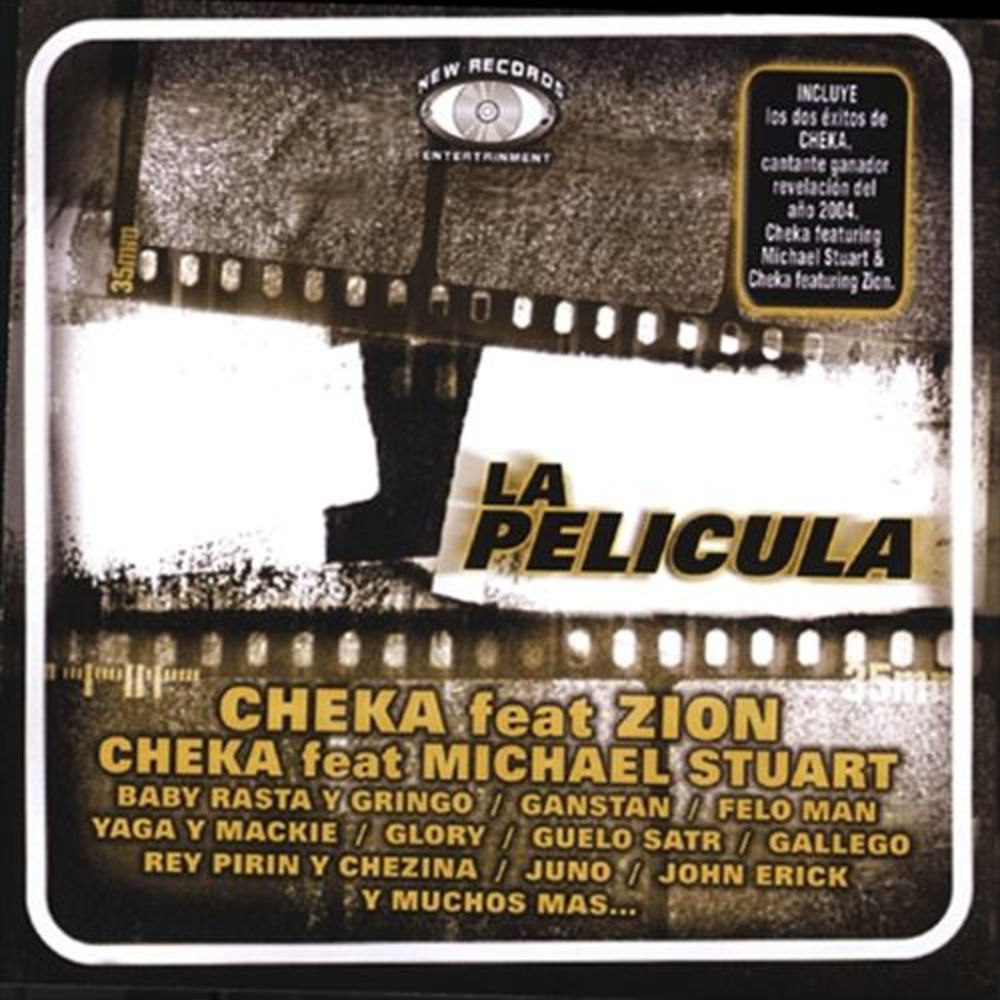 NEW RECORDS
ENTERTAINMENT
INCLUYE
los dos éxitos de
CHEKA,
cantante ganador
revelación del
año 2004.
Cheka featuring
Michael Stuart &
Cheka featuring Zion.
35mm
LA
PELICULA
35mm
CHEKA feat ZION
CHEKA feat MICHAEL STUART
BABY RASTA Y GRINGO / GANSTAN / FELO MAN
YAGA Y MACKIE / GLORY / GUELO SATR / GALLEGO
REY PIRIN Y CHEZINA / JUNO / JOHN ERICK
Y MUCHOS MAS...